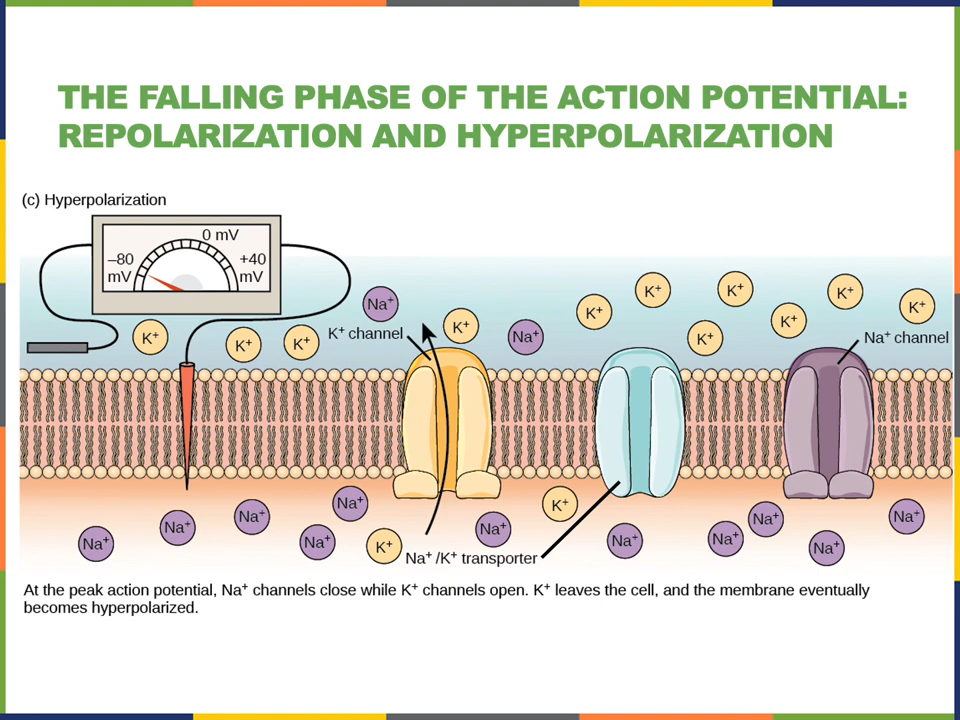 THE FALLING PHASE OF THE ACTION POTENTIAL:
REPOLARIZATION AND HYPERPOLARIZATION
(c) Hyperpolarization
0 mV
–80
mV
+40
mV
Na⁺
K⁺
K⁺
K⁺
K⁺ channel
K⁺
Na⁺
K⁺
K⁺
K⁺
K⁺
K⁺
K⁺
K⁺
Na⁺ channel
Na⁺
Na⁺
Na⁺
Na⁺
Na⁺
K⁺
Na⁺
K⁺
Na⁺
Na⁺
Na⁺
Na⁺
Na⁺
Na⁺ /K⁺ transporter
At the peak action potential, Na⁺ channels close while K⁺ channels open. K⁺ leaves the cell, and the membrane eventually
becomes hyperpolarized.